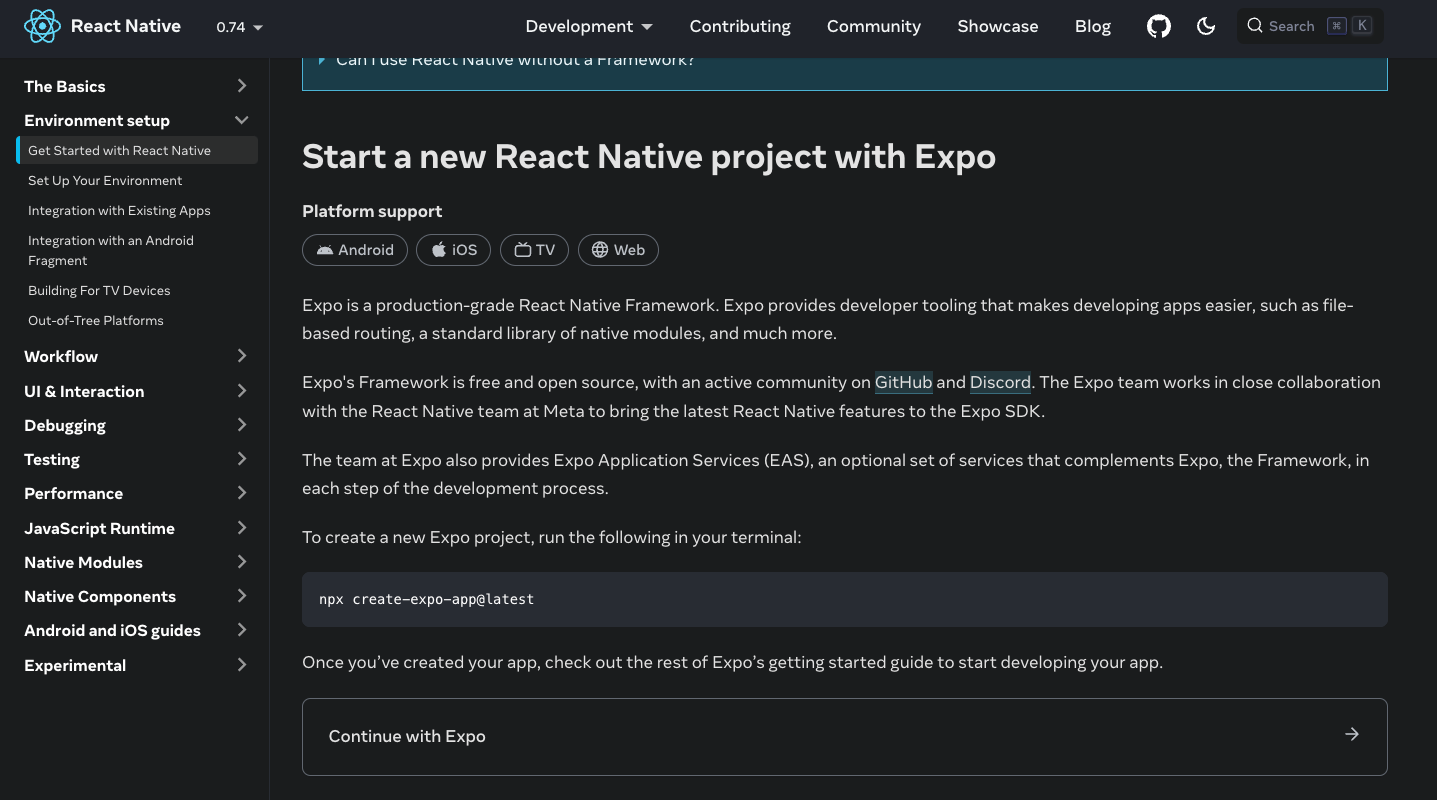 React Native
0.74
Development
Contributing
Community
Showcase
Blog
Search ⌘ K
The Basics
Environment setup
Get Started with React Native
Set Up Your Environment
Integration with Existing Apps
Integration with an Android
Fragment
Building For TV Devices
Out-of-Tree Platforms
Workflow
UI & Interaction
Debugging
Testing
Performance
JavaScript Runtime
Native Modules
Native Components
Android and iOS guides
Experimental
Can I use React Native without a Framework?
Start a new React Native project with Expo
Platform support
Android
iOS
TV
Web
Expo is a production-grade React Native Framework. Expo provides developer tooling that makes developing apps easier, such as file-
based routing, a standard library of native modules, and much more.
Expo's Framework is free and open source, with an active community on GitHub and Discord. The Expo team works in close collaboration
with the React Native team at Meta to bring the latest React Native features to the Expo SDK.
The team at Expo also provides Expo Application Services (EAS), an optional set of services that complements Expo, the Framework, in
each step of the development process.
To create a new Expo project, run the following in your terminal:
npx create-expo-app@latest
Once you’ve created your app, check out the rest of Expo’s getting started guide to start developing your app.
Continue with Expo